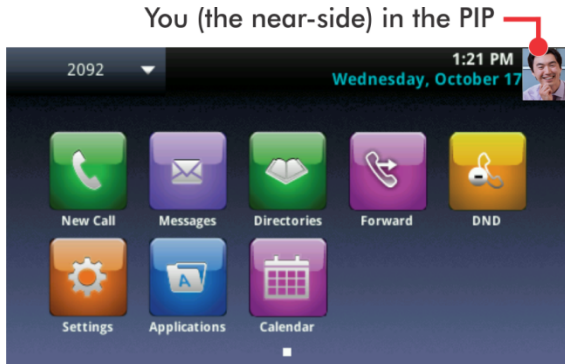 You (the near-side) in the PIP
2092
1:21 PM
Wednesday, October 17
New Call Messages Directories Forward DND
A
Settings Applications Calendar